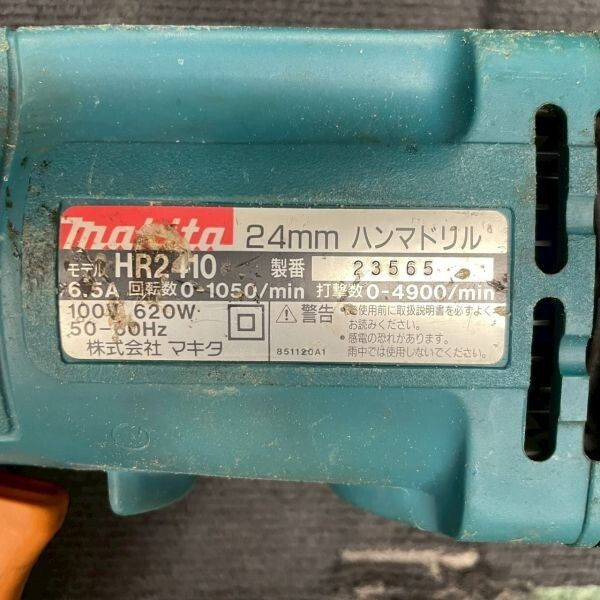 makita 24mm ハンマドリル
モデル HR2410 製番 23565
6.5A 回転数 0-1050/min 打撃数 0-4900/min
100V 620W
50-60Hz
⚠警告
・ご使用前に取扱説明書を必ずよく
お読みください。
・感電の恐れがあります。
雨中では使用しないでください。
株式会社 マキタ
851120A1